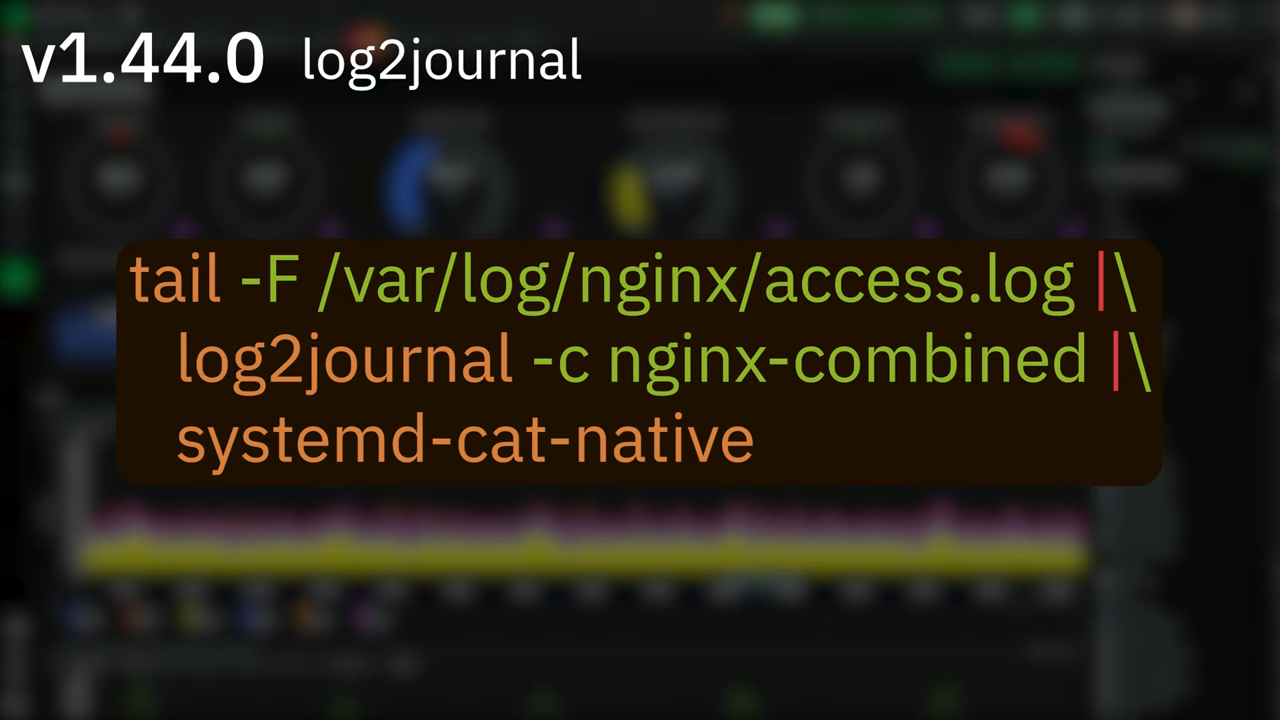 v1.44.0 log2journal
tail -F /var/log/nginx/access.log |\
log2journal -c nginx-combined |\
systemd-cat-native